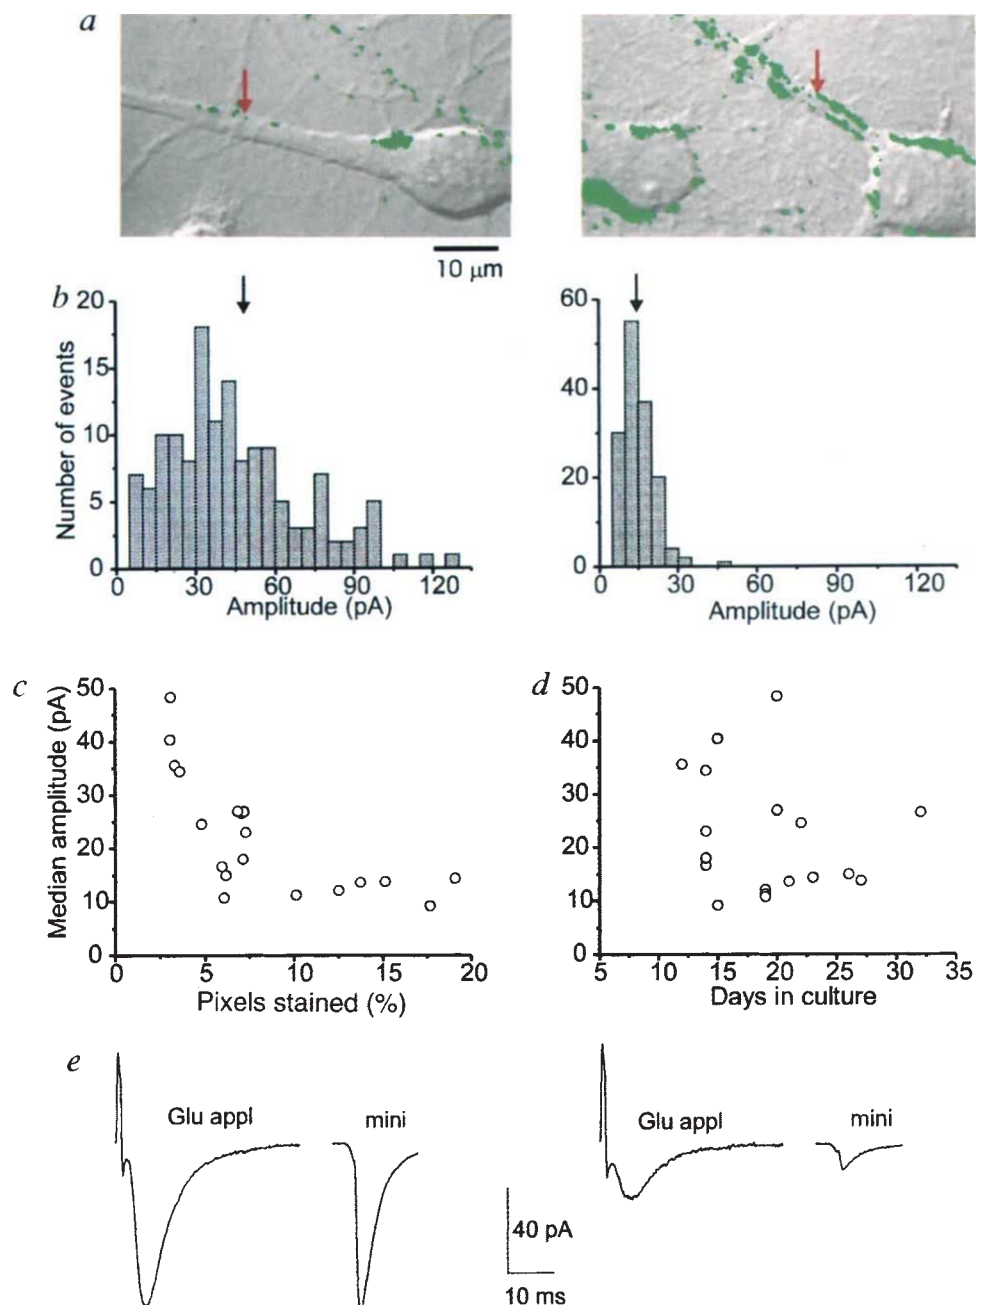 a
10 μm
b
20
15
10
5
0
Number of events
0 30 60 90 120
Amplitude (pA)
60
40
20
0
0 30 60 90 120
Amplitude (pA)
c
50
40
30
20
10
0
Median amplitude (pA)
0 5 10 15 20
Pixels stained (%)
d
50
40
30
20
10
0
5 10 15 20 25 30 35
Days in culture
e
Glu appl mini
Glu appl mini
40 pA
10 ms